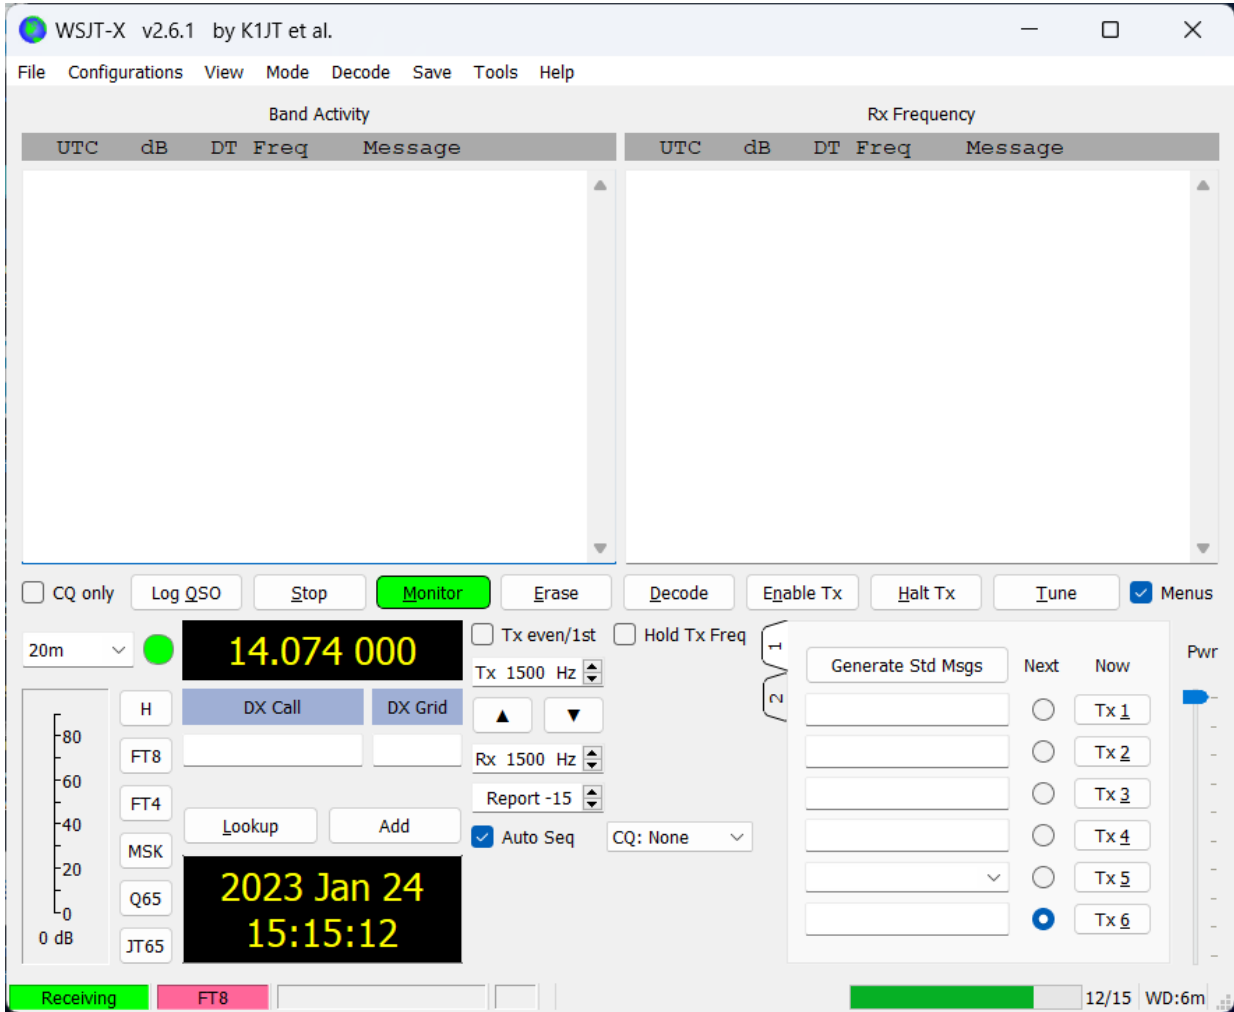 WSJT-X v2.6.1 by K1JT et al.
File Configurations View Mode Decode Save Tools Help
Band Activity
Rx Frequency
UTC dB DT Freq Message
UTC dB DT Freq Message
CQ only
Log QSO
Stop
Monitor
Erase
Decode
Enable Tx
Halt Tx
Tune
Menus
20m
14.074 000
Tx even/1st
Hold Tx Freq
Tx 1500 Hz
Rx 1500 Hz
Report -15
Auto Seq
CQ: None
DX Call
DX Grid
Lookup
Add
2023 Jan 24
15:15:12
80
60
40
20
0
0 dB
H
FT8
FT4
MSK
Q65
JT65
1
2
Generate Std Msgs
Next
Now
Tx 1
Tx 2
Tx 3
Tx 4
Tx 5
Tx 6
Pwr
Receiving
FT8
12/15
WD:6m